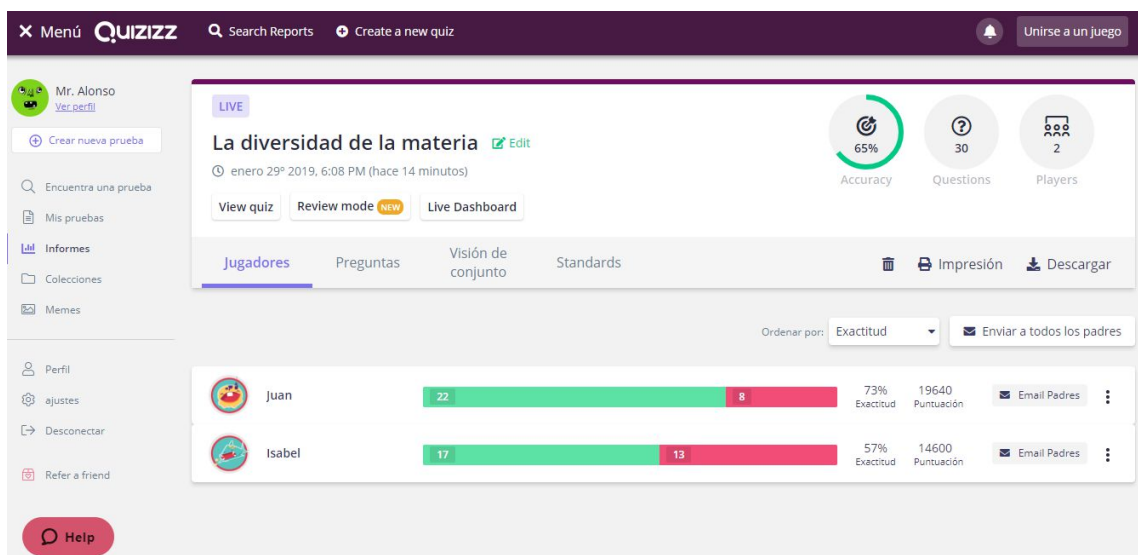 Menú QUIZIZZ Search Reports Create a new quiz Unirse a un juego
Mr. Alonso
Ver perfil
Crear nueva prueba
Encuentra una prueba
Mis pruebas
Informes
Colecciones
Memes
Perfil
ajustes
Desconectar
Refer a friend
Help
LIVE
La diversidad de la materia Edit
enero 29º 2019, 6:08 PM (hace 14 minutos)
View quiz Review mode NEW Live Dashboard
65% 30 2
Accuracy Questions Players
Jugadores Preguntas Visión de conjunto Standards Impresión Descargar
Ordenar por: Exactitud Enviar a todos los padres
Juan 22 8 73% 19640 Email Padres
Exactitud Puntuación
Isabel 17 13 57% 14600 Email Padres
Exactitud Puntuación